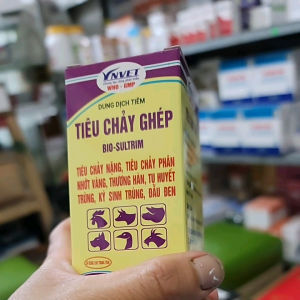 VNVET
WHO - GMP
DUNG DỊCH TIÊM
TIÊU CHẢY GHÉP
BIO-SULTRIM
TIÊU CHẢY NẶNG, TIÊU CHẢY PHÂN
NHỚT VÀNG, THƯƠNG HÀN, TỤ HUYẾT
TRÙNG, KÝ SINH TRÙNG, ĐẦU ĐEN